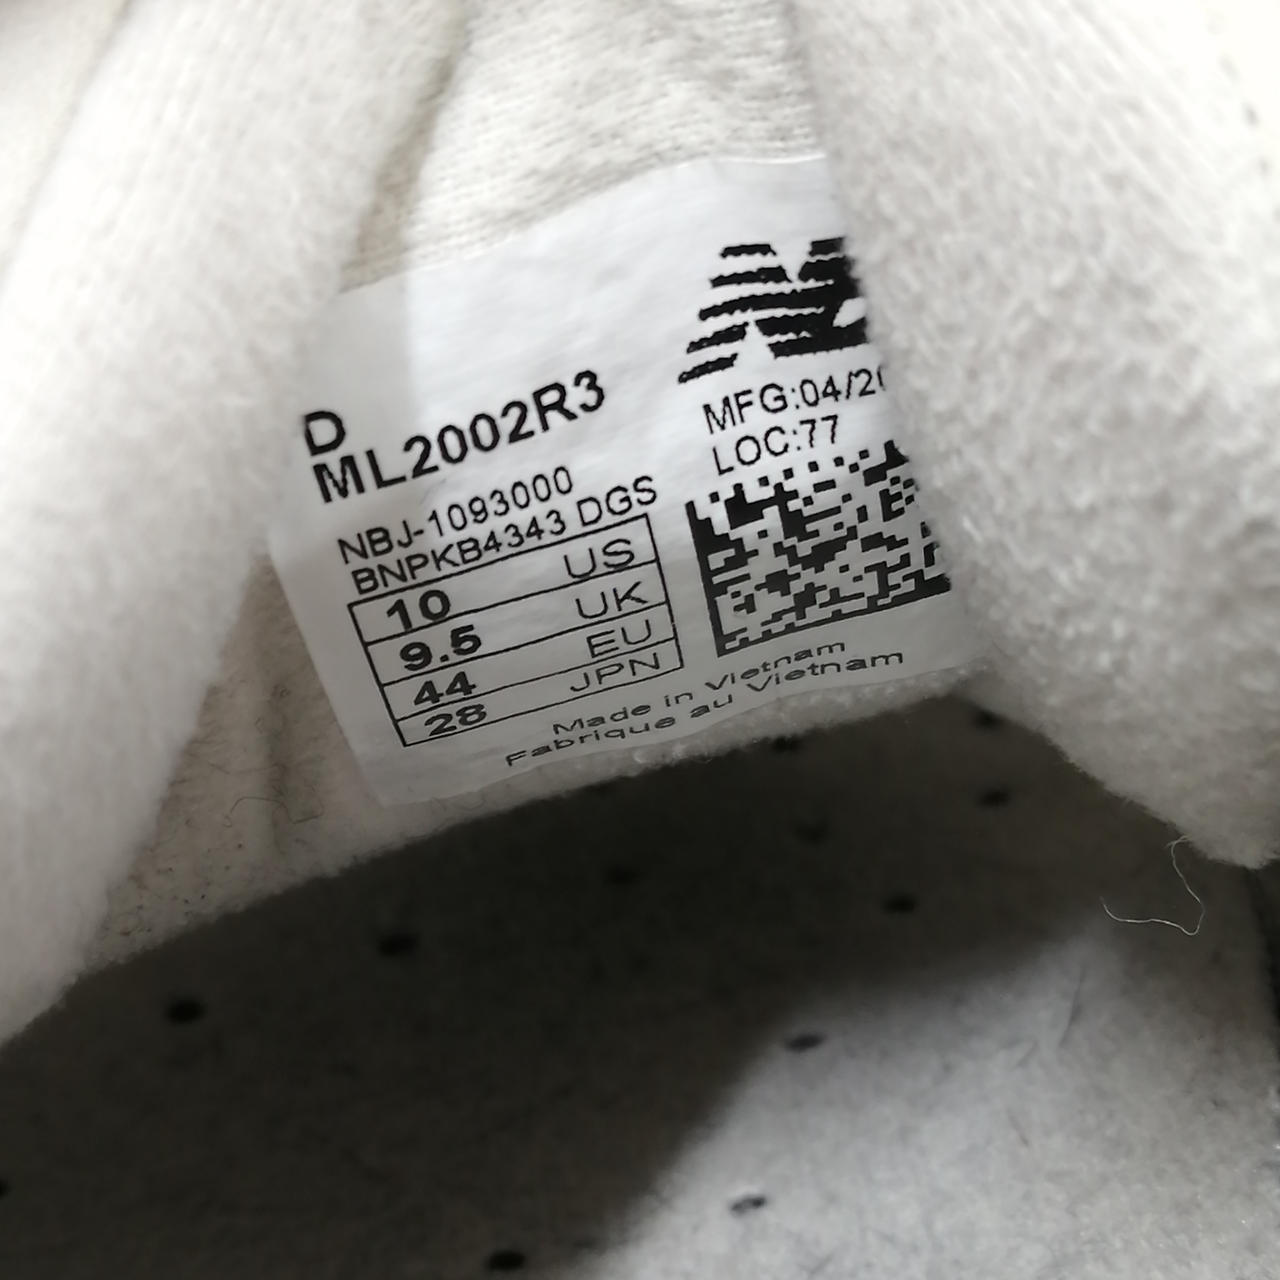 D
ML2002R3
NBJ-1093000
BNPKB4343 DGS
10 US
9.5 UK
44 EU
28 JPN
MFG:04/20
LOC:77
Made in Vietnam
Fabriqué au Vietnam